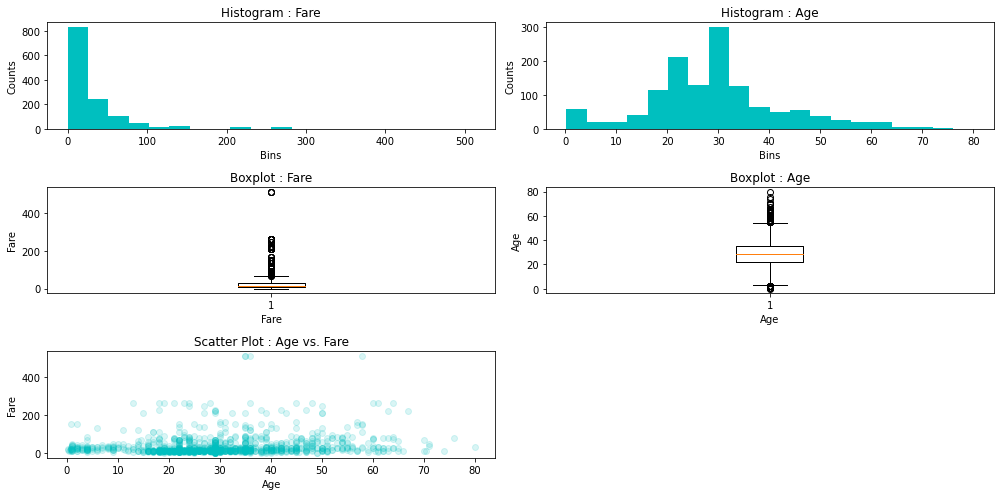 Histogram : Fare
Counts
800
600
400
200
0
0 100 200 300 400 500
Bins
Histogram : Age
Counts
300
200
100
0
0 10 20 30 40 50 60 70 80
Bins
Boxplot : Fare
Fare
400
200
0
1
Fare
Boxplot : Age
Age
80
60
40
20
0
1
Age
Scatter Plot : Age vs. Fare
Fare
400
200
0
0 10 20 30 40 50 60 70 80
Age